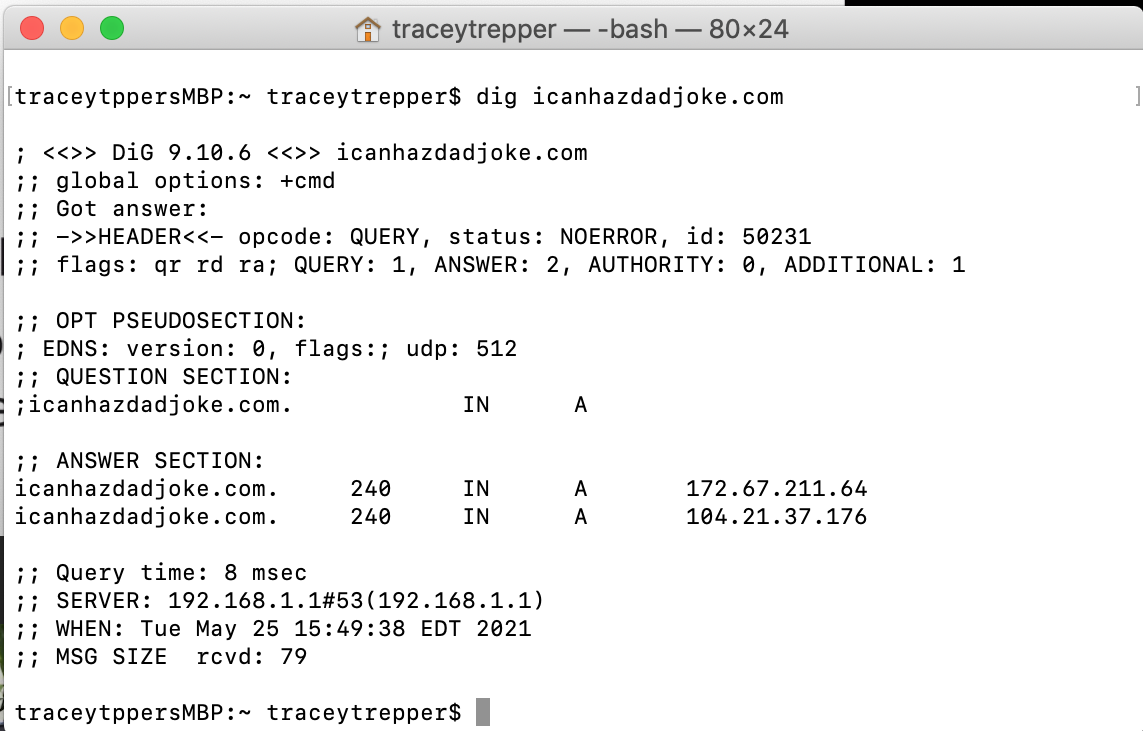 traceytrepper — -bash — 80×24
[traceytppersMBP:~ traceytrepper$ dig icanhazdadjoke.com ]
; <<>> DiG 9.10.6 <<>> icanhazdadjoke.com
;; global options: +cmd
;; Got answer:
;; ->>HEADER<<- opcode: QUERY, status: NOERROR, id: 50231
;; flags: qr rd ra; QUERY: 1, ANSWER: 2, AUTHORITY: 0, ADDITIONAL: 1
;; OPT PSEUDOSECTION:
; EDNS: version: 0, flags:; udp: 512
;; QUESTION SECTION:
;icanhazdadjoke.com. IN A
;; ANSWER SECTION:
icanhazdadjoke.com. 240 IN A 172.67.211.64
icanhazdadjoke.com. 240 IN A 104.21.37.176
;; Query time: 8 msec
;; SERVER: 192.168.1.1#53(192.168.1.1)
;; WHEN: Tue May 25 15:49:38 EDT 2021
;; MSG SIZE rcvd: 79
traceytppersMBP:~ traceytrepper$